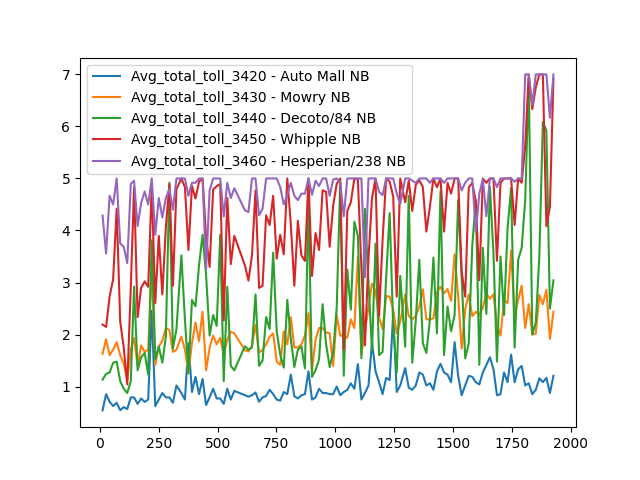 Avg_total_toll_3420 - Auto Mall NB
Avg_total_toll_3430 - Mowry NB
Avg_total_toll_3440 - Decoto/84 NB
Avg_total_toll_3450 - Whipple NB
Avg_total_toll_3460 - Hesperian/238 NB
7
6
5
4
3
2
1
0 250 500 750 1000 1250 1500 1750 2000